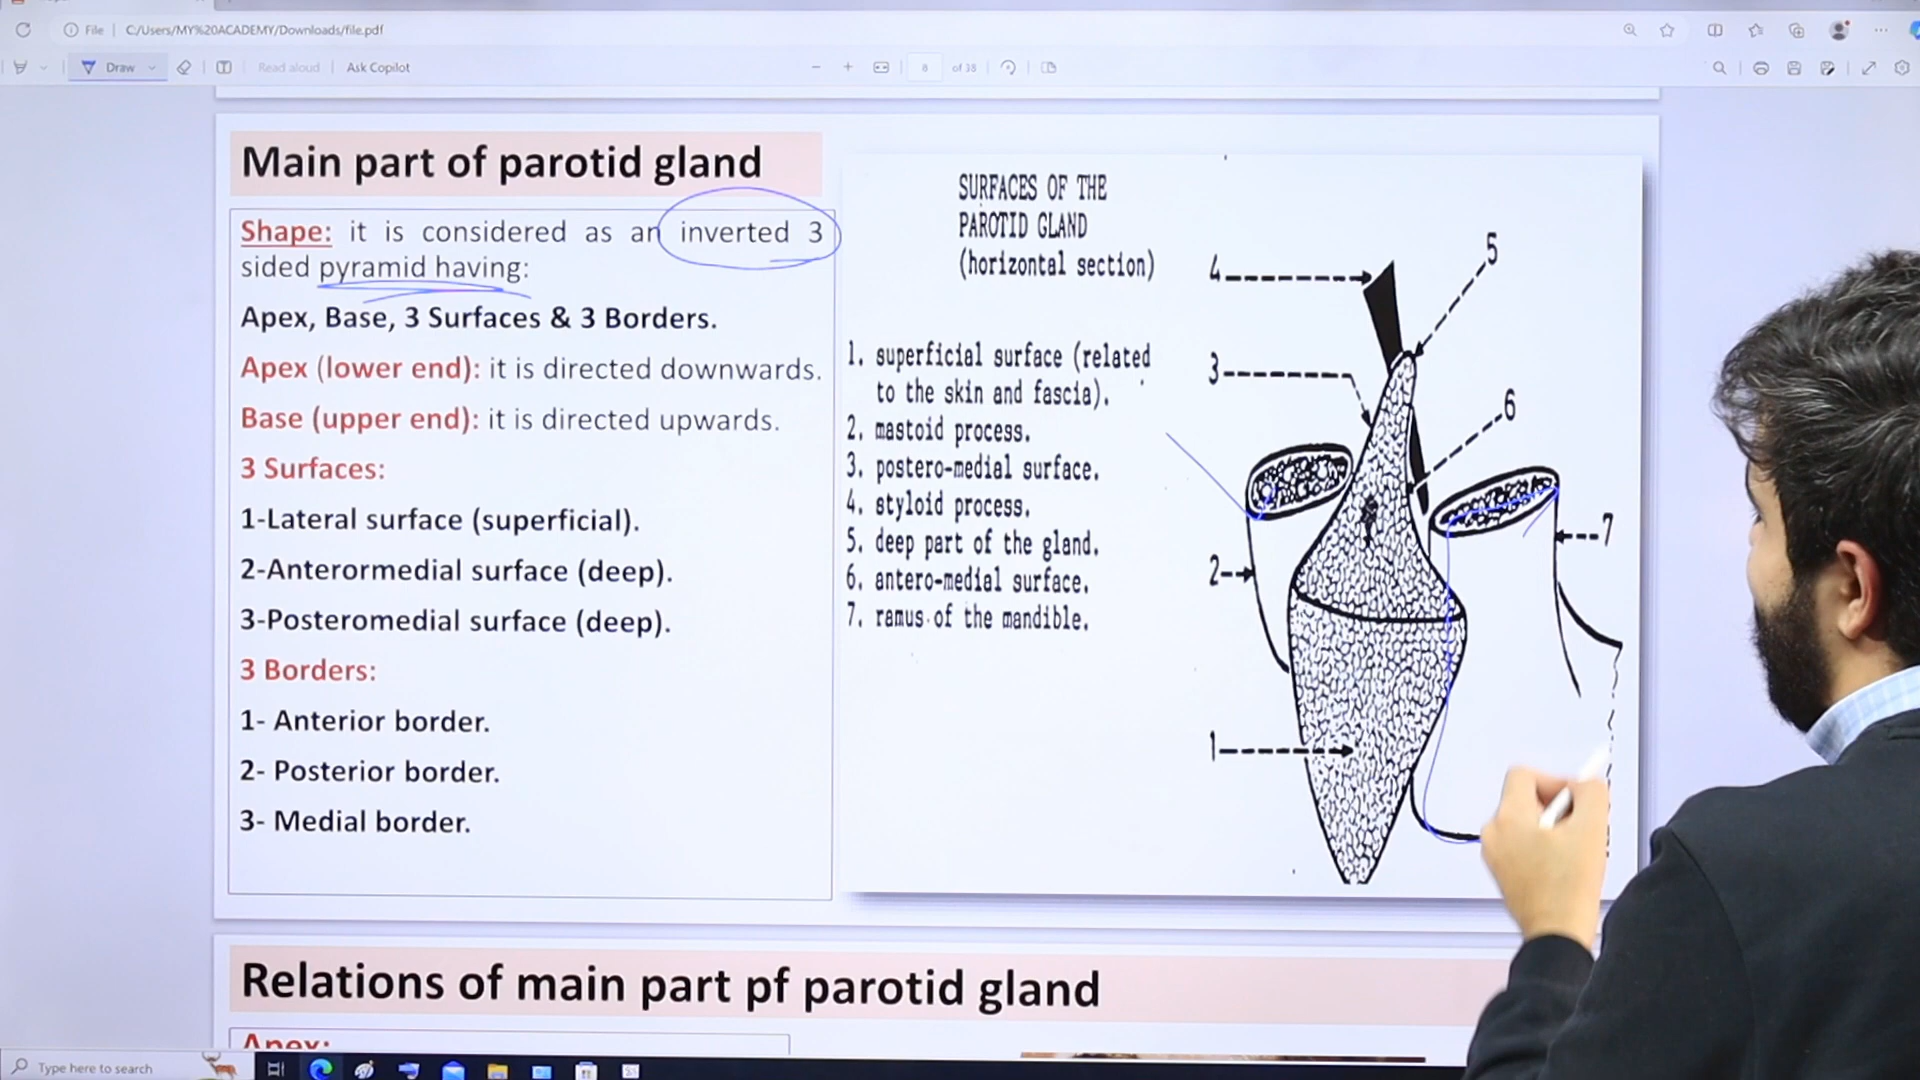 File
C:/Users/MY%20ACADEMY/Downloads/file.pdf
Draw
Read aloud
Ask Copilot
8 of 38
Main part of parotid gland
Shape: it is considered as an inverted 3
sided pyramid having:
Apex, Base, 3 Surfaces & 3 Borders.
Apex (lower end): it is directed downwards.
Base (upper end): it is directed upwards.
3 Surfaces:
1-Lateral surface (superficial).
2-Anterormedial surface (deep).
3-Posteromedial surface (deep).
3 Borders:
1- Anterior border.
2- Posterior border.
3- Medial border.
SURFACES OF THE
PAROTID GLAND
(horizontal section)
1. superficial surface (related
to the skin and fascia).
2. mastoid process.
3. postero-medial surface.
4. styloid process.
5. deep part of the gland.
6. antero-medial surface.
7. ramus of the mandible.
5
4
3
6
7
2
1
Relations of main part pf parotid gland
Apex:
Type here to search